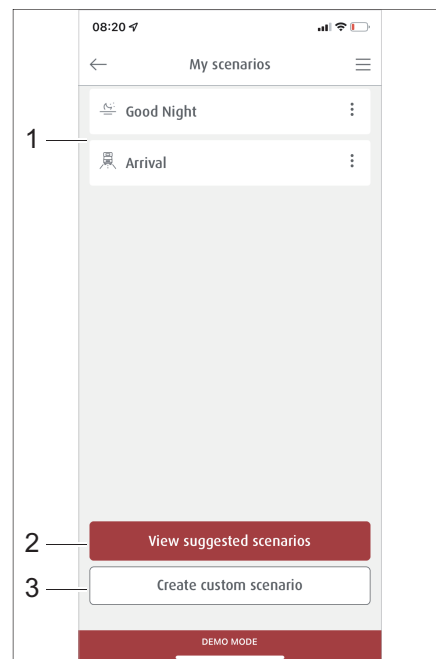 08:20
My scenarios
Good Night
1
Arrival
2
View suggested scenarios
3
Create custom scenario
DEMO MODE